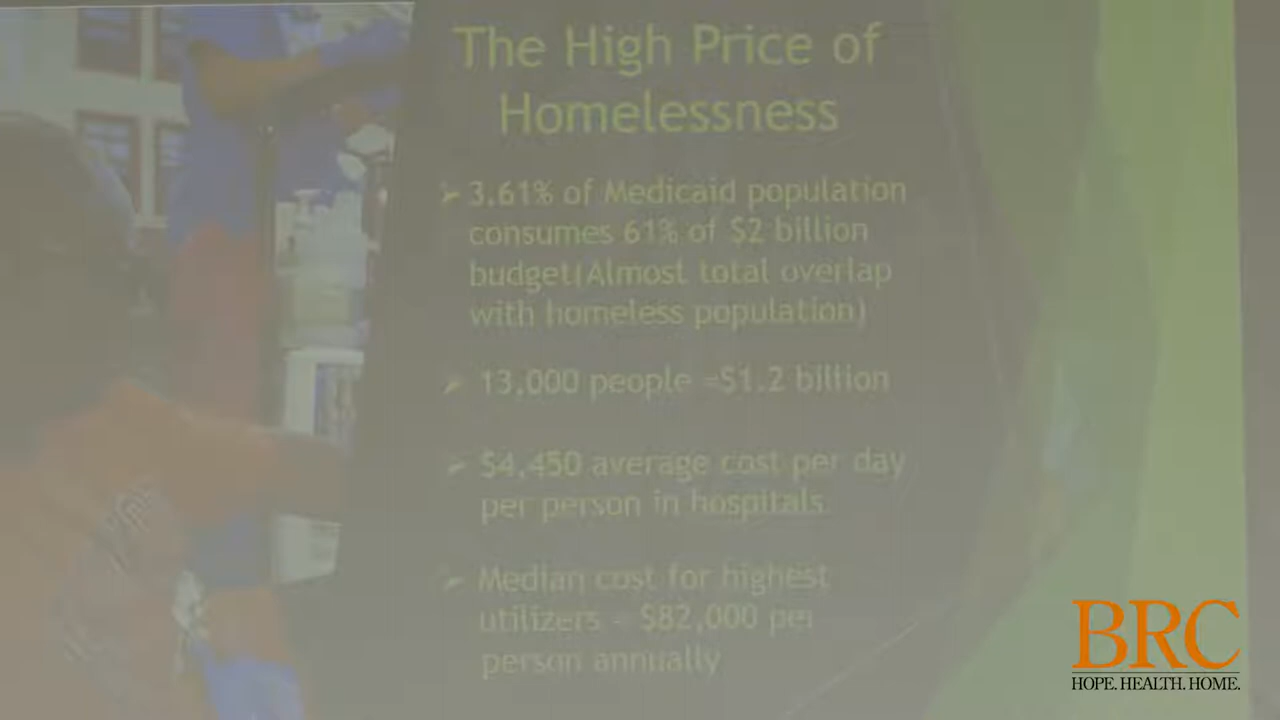 The High Price of
Homelessness
➢ 3.61% of Medicaid population
consumes 61% of $2 billion
budget(Almost total overlap
with homeless population)
➢ 13,000 people =$1.2 billion
➢ $4,450 average cost per day
per person in hospitals.
➢ Median cost for highest
utilizers - $82,000 per
person annually
BRC
HOPE. HEALTH. HOME.